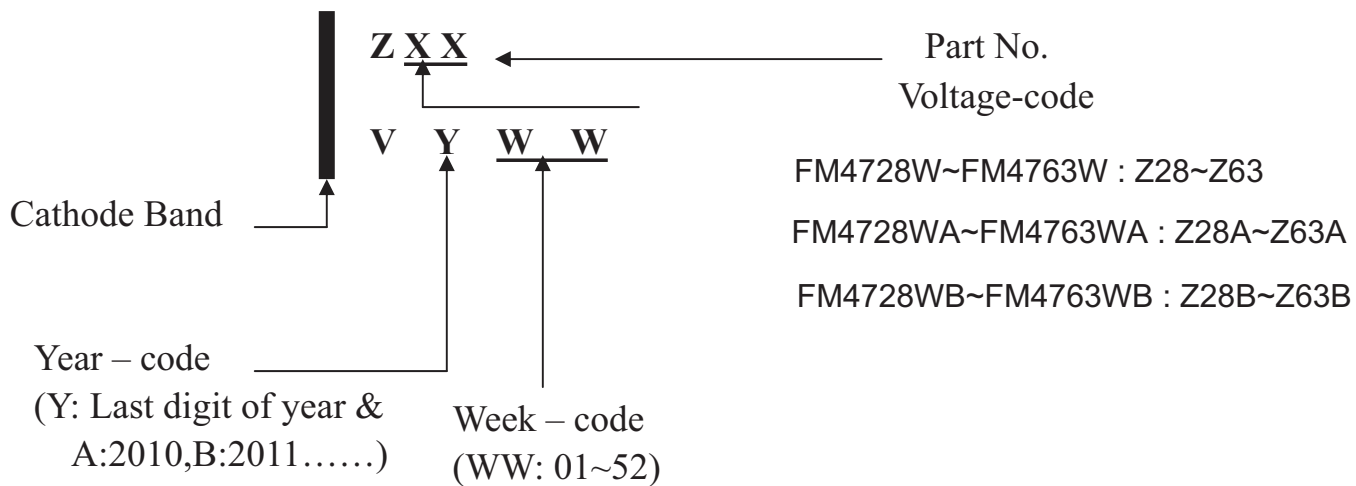 Z X X
Part No.
Voltage-code
V Y W W
FM4728W~FM4763W : Z28~Z63
Cathode Band
FM4728WA~FM4763WA : Z28A~Z63A
FM4728WB~FM4763WB : Z28B~Z63B
Year – code
(Y: Last digit of year &
A:2010,B:2011……)
Week – code
(WW: 01~52)